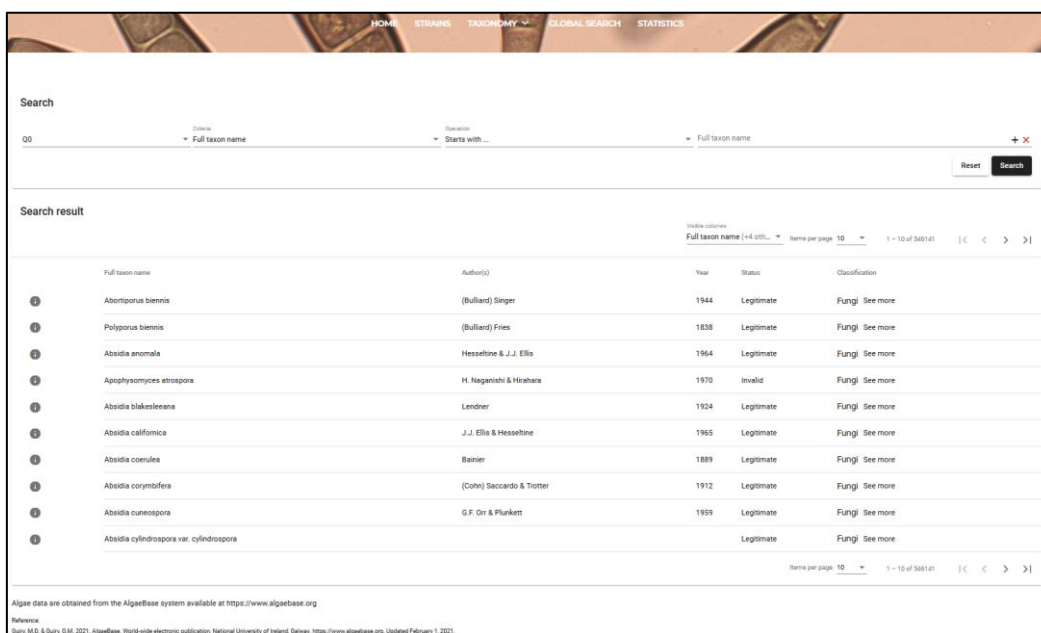 HOME STRAINS TAXONOMY GLOBAL SEARCH STATISTICS
Search
Criteria Operation
Q0 Full taxon name Starts with ... Full taxon name
Reset Search
Search result
Visible columns
Full taxon name (+4 oth... Items per page 10 1 – 10 of 546141
Full taxon name Author(s) Year Status Classification
Abortiporus biennis (Bulliard) Singer 1944 Legitimate Fungi See more
Polyporus biennis (Bulliard) Fries 1838 Legitimate Fungi See more
Absidia anomala Hesseltine & J.J. Ellis 1964 Legitimate Fungi See more
Apophysomyces atrospora H. Naganishi & Hirahara 1970 Invalid Fungi See more
Absidia blakesleeana Lendner 1924 Legitimate Fungi See more
Absidia californica J.J. Ellis & Hesseltine 1965 Legitimate Fungi See more
Absidia coerulea Bainier 1889 Legitimate Fungi See more
Absidia corymbifera (Cohn) Saccardo & Trotter 1912 Legitimate Fungi See more
Absidia cuneospora G.F. Orr & Plunkett 1959 Legitimate Fungi See more
Absidia cylindrospora var. cylindrospora Legitimate Fungi See more
Items per page 10 1 – 10 of 546141
Algae data are obtained from the AlgaeBase system available at https://www.algaebase.org
Reference:
Guiry, M.D. & Guiry, G.M. 2021. AlgaeBase. World-wide electronic publication, National University of Ireland, Galway. https://www.algaebase.org. Updated February 1, 2021.